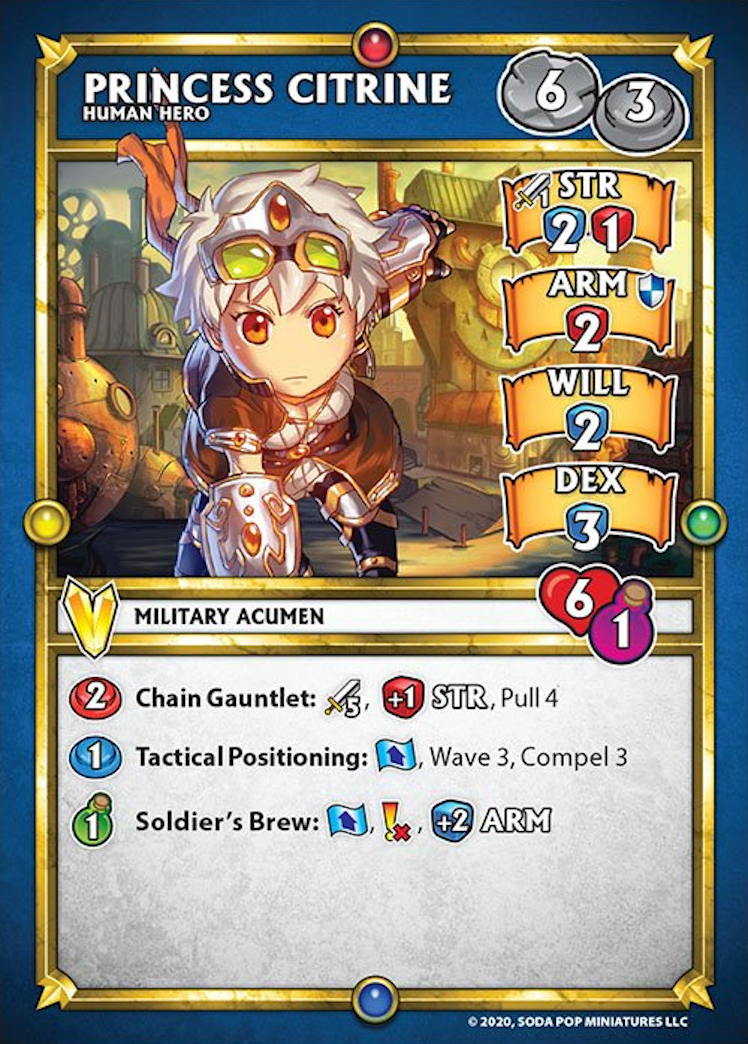 PRINCESS CITRINE
HUMAN HERO
6 3
STR
1
2 1
ARM
2
WILL
2
DEX
3
6
1
MILITARY ACUMEN
2 Chain Gauntlet: 5, +1 STR, Pull 4
1 Tactical Positioning: , Wave 3, Compel 3
1 Soldier's Brew: , , +2 ARM
© 2020, SODA POP MINIATURES LLC